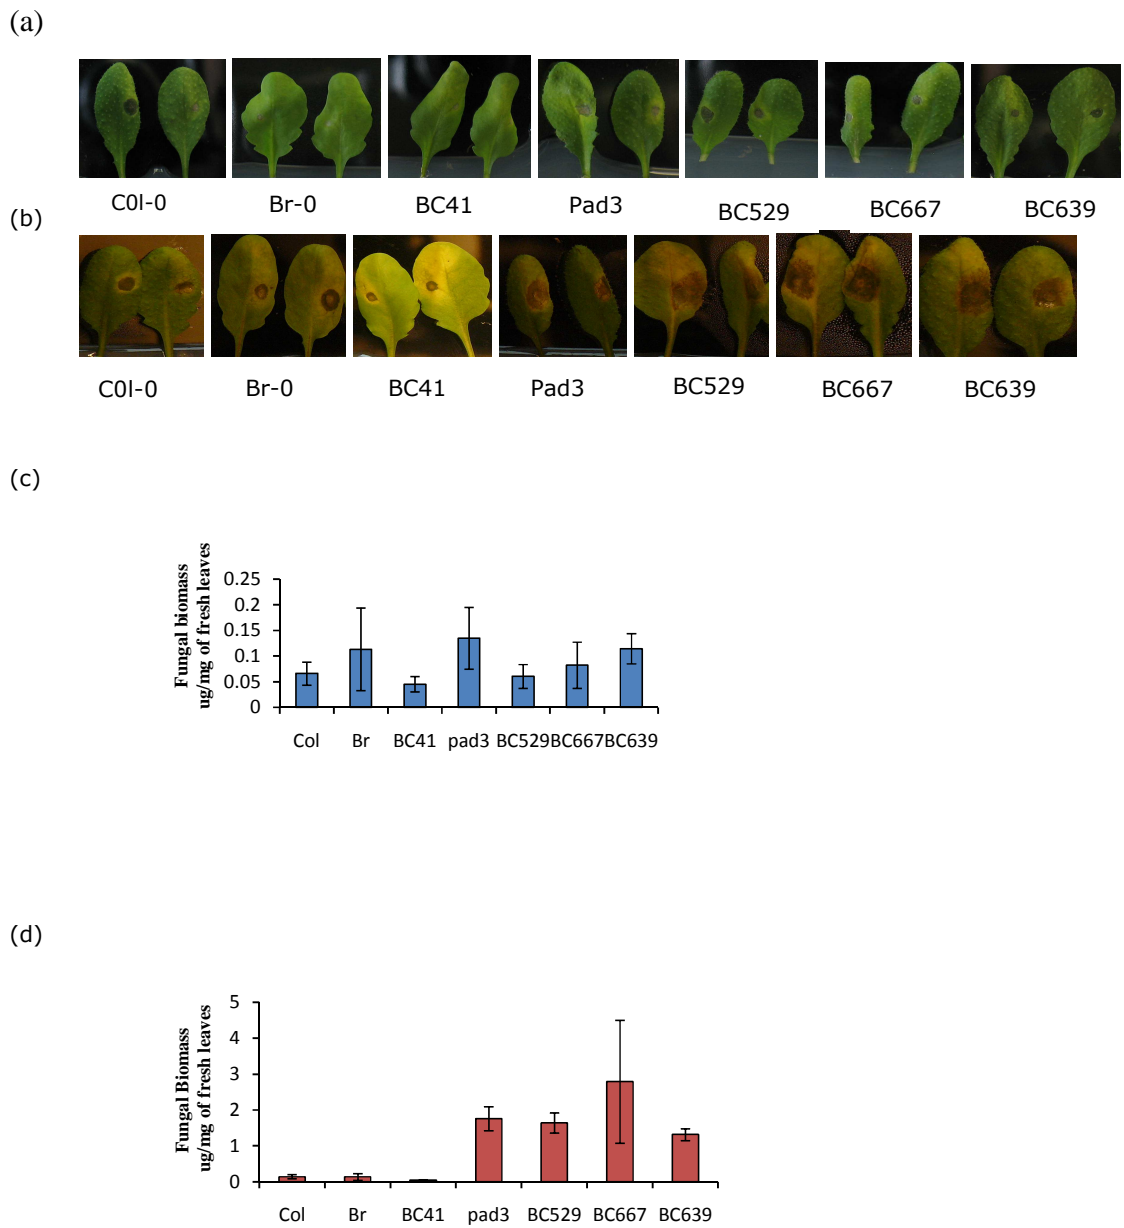 (a)
C0l-0 Br-0 BC41 Pad3 BC529 BC667 BC639
(b)
C0l-0 Br-0 BC41 Pad3 BC529 BC667 BC639
(c)
Fungal biomass
ug/mg of fresh leaves
0.25
0.2
0.15
0.1
0.05
0
Col Br BC41 pad3 BC529 BC667 BC639
(d)
Fungal Biomass
ug/mg of fresh leaves
5
4
3
2
1
0
Col Br BC41 pad3 BC529 BC667 BC639